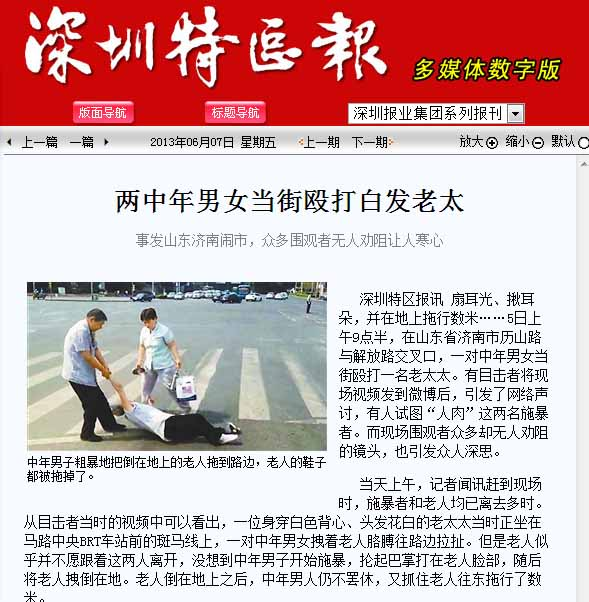 深圳特区報
多媒体数字版
版面导航 标题导航 深圳报业集团系列报刊
上一篇 一篇 2013年06月07日 星期五 上一期 下一期 放大 缩小 默认
两中年男女当街殴打白发老太
事发山东济南闹市，众多围观者无人劝阻让人寒心
中年男子粗暴地把倒在地上的老人拖到路边，老人的鞋子
都被拖掉了。
深圳特区报讯 扇耳光、揪耳
朵，并在地上拖行数米……5日上
午9点半，在山东省济南市历山路
与解放路交叉口，一对中年男女当
街殴打一名老太太。有目击者将现
场视频发到微博后，引发了网络声
讨，有人试图“人肉”这两名施暴
者。而现场围观者众多却无人劝阻
的镜头，也引发众人深思。
当天上午，记者闻讯赶到现场
时，施暴者和老人均已离去多时。
从目击者当时的视频中可以看出，一位身穿白色背心、头发花白的老太太当时正坐在
马路中央BRT车站前的斑马线上，一对中年男女拽着老人胳膊往路边拉扯。但是老人似
乎并不愿跟着这两人离开，没想到中年男子开始施暴，抡起巴掌打在老人脸部，随后
将老人拽倒在地。老人倒在地上之后，中年男人仍不罢休，又抓住老人往东拖行了数
米。